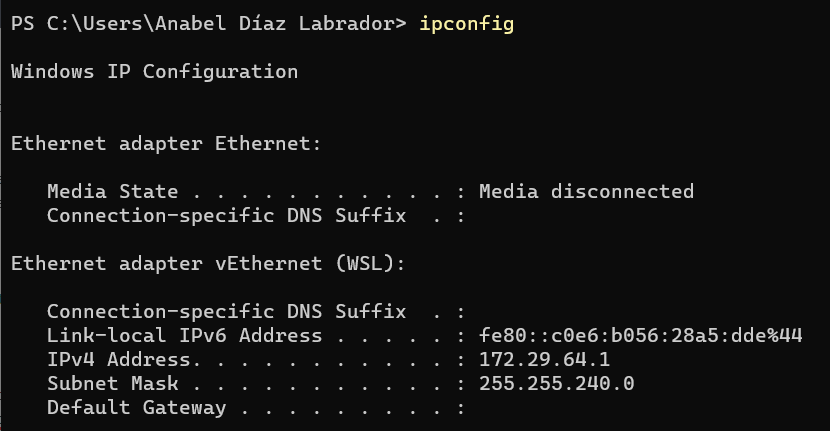 PS C:\Users\Anabel Díaz Labrador> ipconfig
Windows IP Configuration
Ethernet adapter Ethernet:
   Media State . . . . . . . . . . . : Media disconnected
   Connection-specific DNS Suffix  . :
Ethernet adapter vEthernet (WSL):
   Connection-specific DNS Suffix  . :
   Link-local IPv6 Address . . . . . : fe80::c0e6:b056:28a5:dde%44
   IPv4 Address. . . . . . . . . . . : 172.29.64.1
   Subnet Mask . . . . . . . . . . . : 255.255.240.0
   Default Gateway . . . . . . . . . :